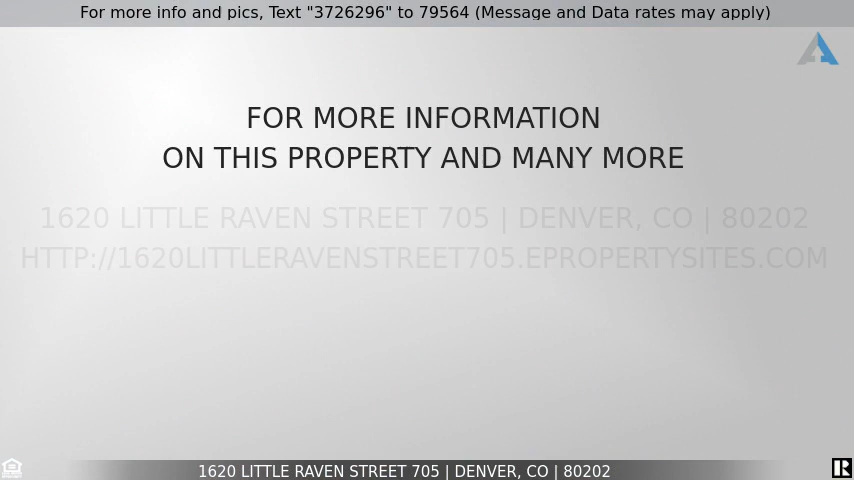 For more info and pics, Text "3726296" to 79564 (Message and Data rates may apply)
FOR MORE INFORMATION
ON THIS PROPERTY AND MANY MORE
1620 LITTLE RAVEN STREET 705 | DENVER, CO | 80202
HTTP://1620LITTLERAVENSTREET705.EPROPERTYSITES.COM
1620 LITTLE RAVEN STREET 705 | DENVER, CO | 80202